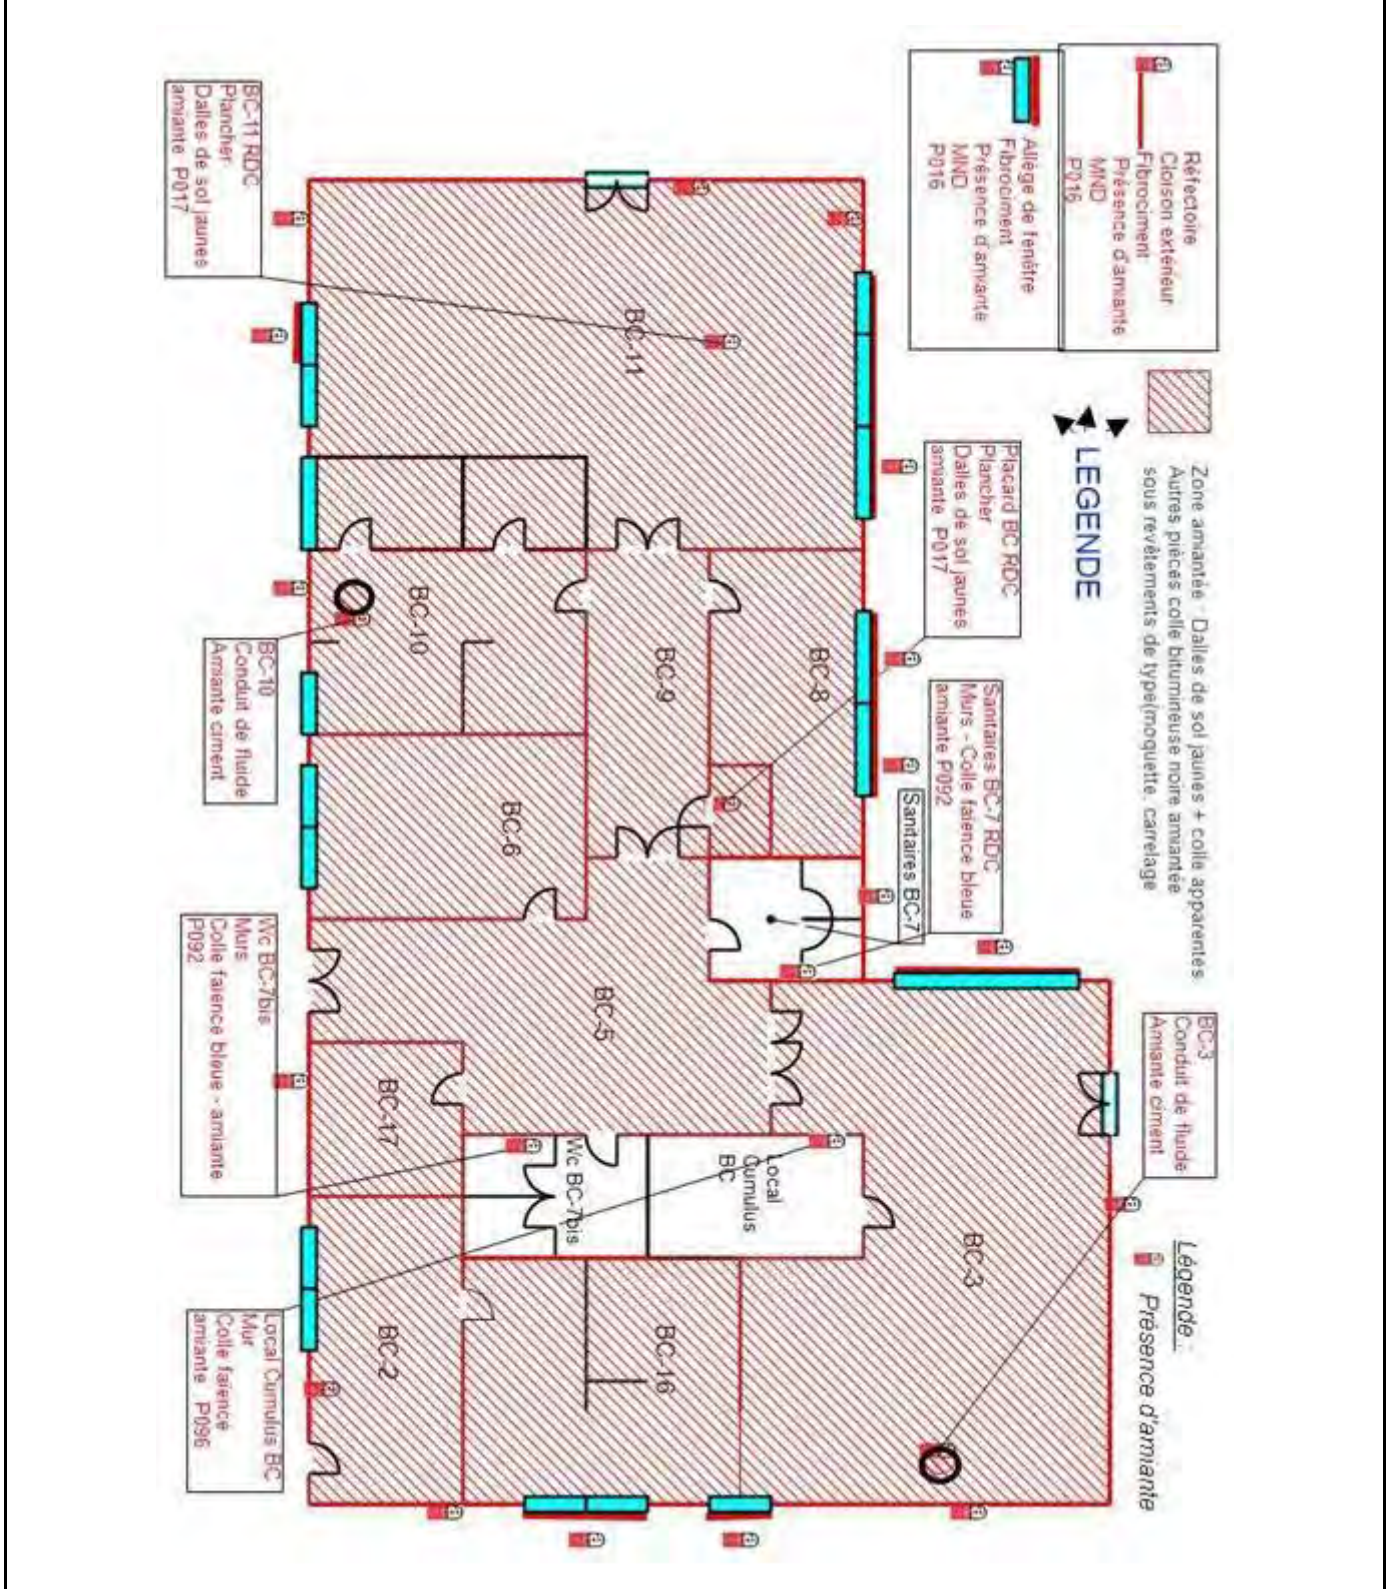 Réfectoire
Cloison extérieur
Fibrociment
Présence d'amiante
MND
P016
Allège de fenêtre
Fibrociment
Présence d'amiante
MND
P016
Zone amiantée : Dalles de sol jaunes + colle apparentes.
Autres pièces colle bitumineuse noire amiantée
sous revêtements de type(moquette, carrelage
LEGENDE
BC-3
Conduit de fluide
Amiante ciment
Légende :
Présence d'amiante
Placard BC RDC
Plancher
Dalles de sol jaunes
amiante P017
Sanitaires BC-7 RDC
Murs - Colle faïence bleue
amiante P092
Sanitaires BC-7
BC-11
BC-8
BC-9
BC-10
BC-6
BC-5
BC-17
Wc BC-7bis
Local
Cumulus
BC
BC-3
BC-16
BC-2
BC-11 RDC
Plancher
Dalles de sol jaunes
amiante P017
BC-10
Conduit de fluide
Amiante ciment
Wc BC-7bis
Murs
Colle faïence bleue - amiante
P092
Local Cumulus BC
Mur
Colle faïence
amiante P096